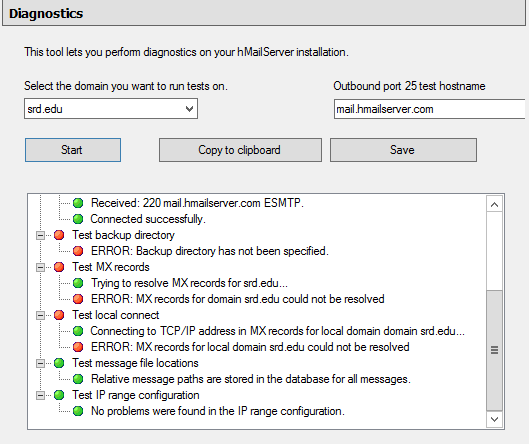 Diagnostics
This tool lets you perform diagnostics on your hMailServer installation.
Select the domain you want to run tests on.
Outbound port 25 test hostname
srd.edu
mail.hmailserver.com
Start
Copy to clipboard
Save
Received: 220 mail.hmailserver.com ESMTP.
Connected successfully.
Test backup directory
ERROR: Backup directory has not been specified.
Test MX records
Trying to resolve MX records for srd.edu...
ERROR: MX records for domain srd.edu could not be resolved
Test local connect
Connecting to TCP/IP address in MX records for local domain domain srd.edu...
ERROR: MX records for local domain srd.edu could not be resolved
Test message file locations
Relative message paths are stored in the database for all messages.
Test IP range configuration
No problems were found in the IP range configuration.